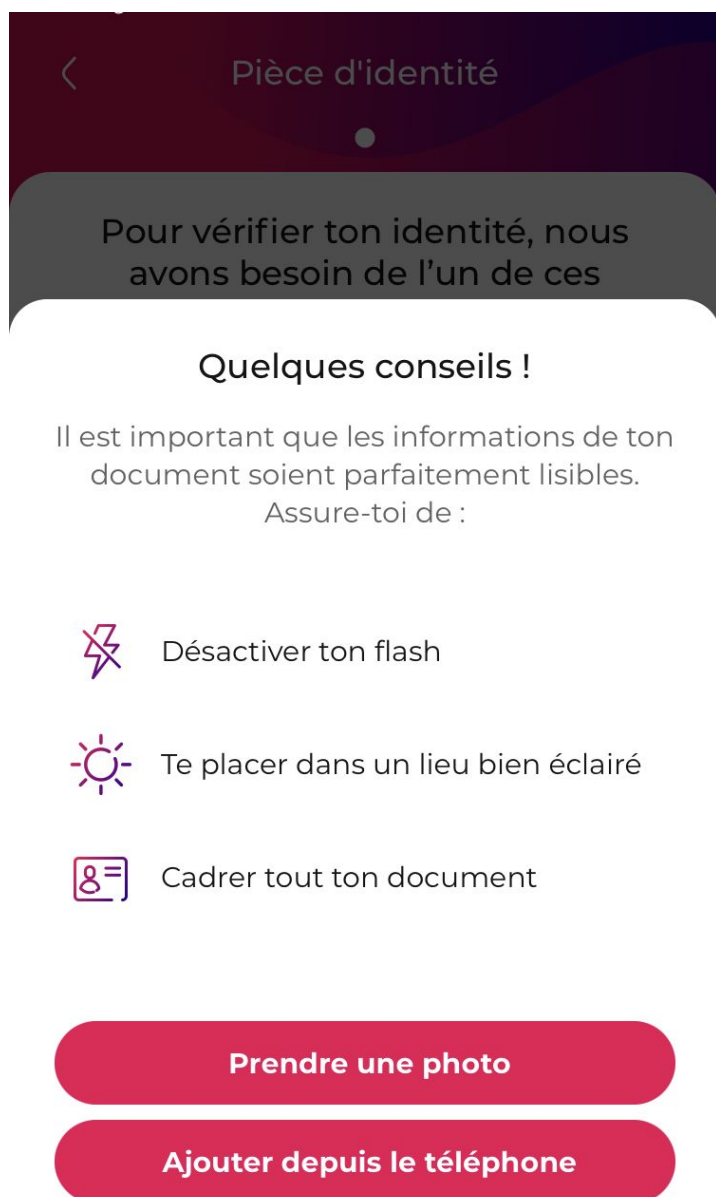 Pièce d'identité
Pour vérifier ton identité, nous
avons besoin de l’un de ces
Quelques conseils !
Il est important que les informations de ton
document soient parfaitement lisibles.
Assure-toi de :
Désactiver ton flash
Te placer dans un lieu bien éclairé
Cadrer tout ton document
Prendre une photo
Ajouter depuis le téléphone